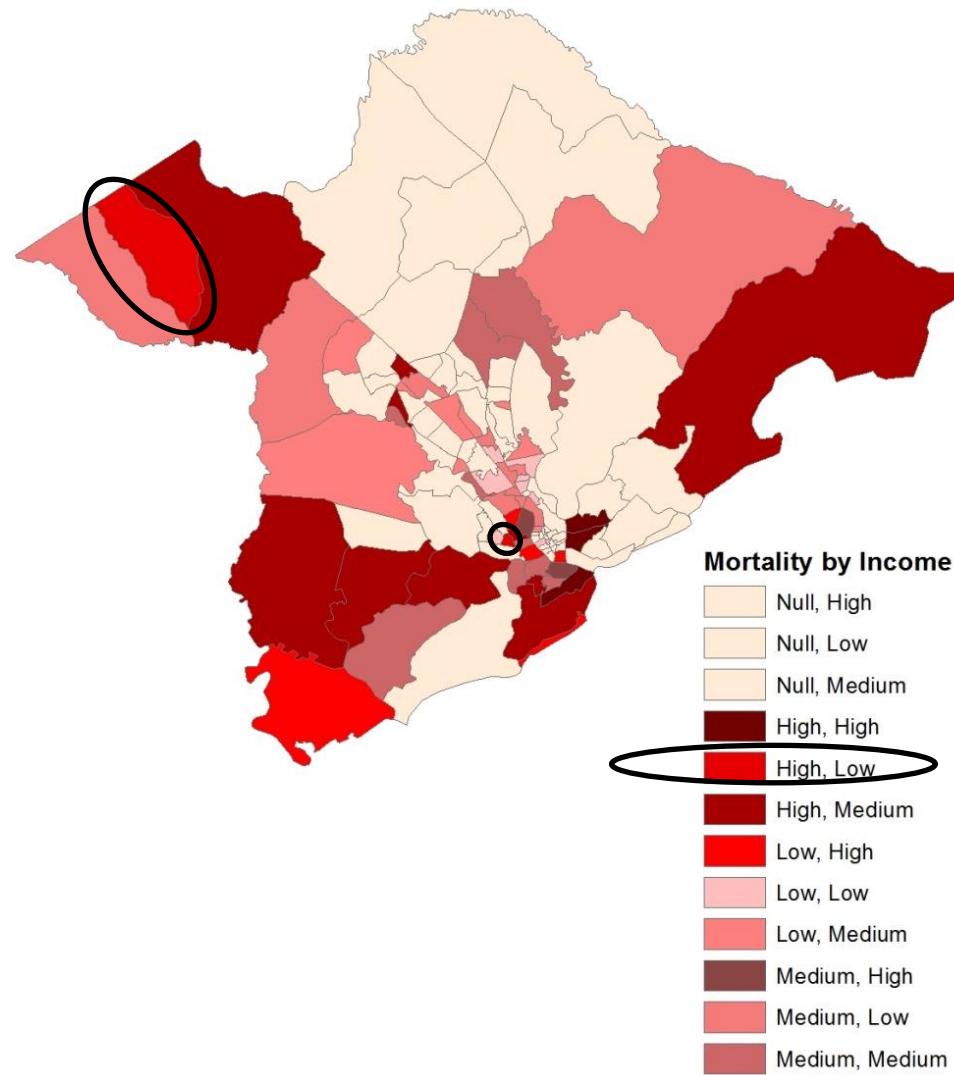 Mortality by Income
Null, High
Null, Low
Null, Medium
High, High
High, Low
High, Medium
Low, High
Low, Low
Low, Medium
Medium, High
Medium, Low
Medium, Medium